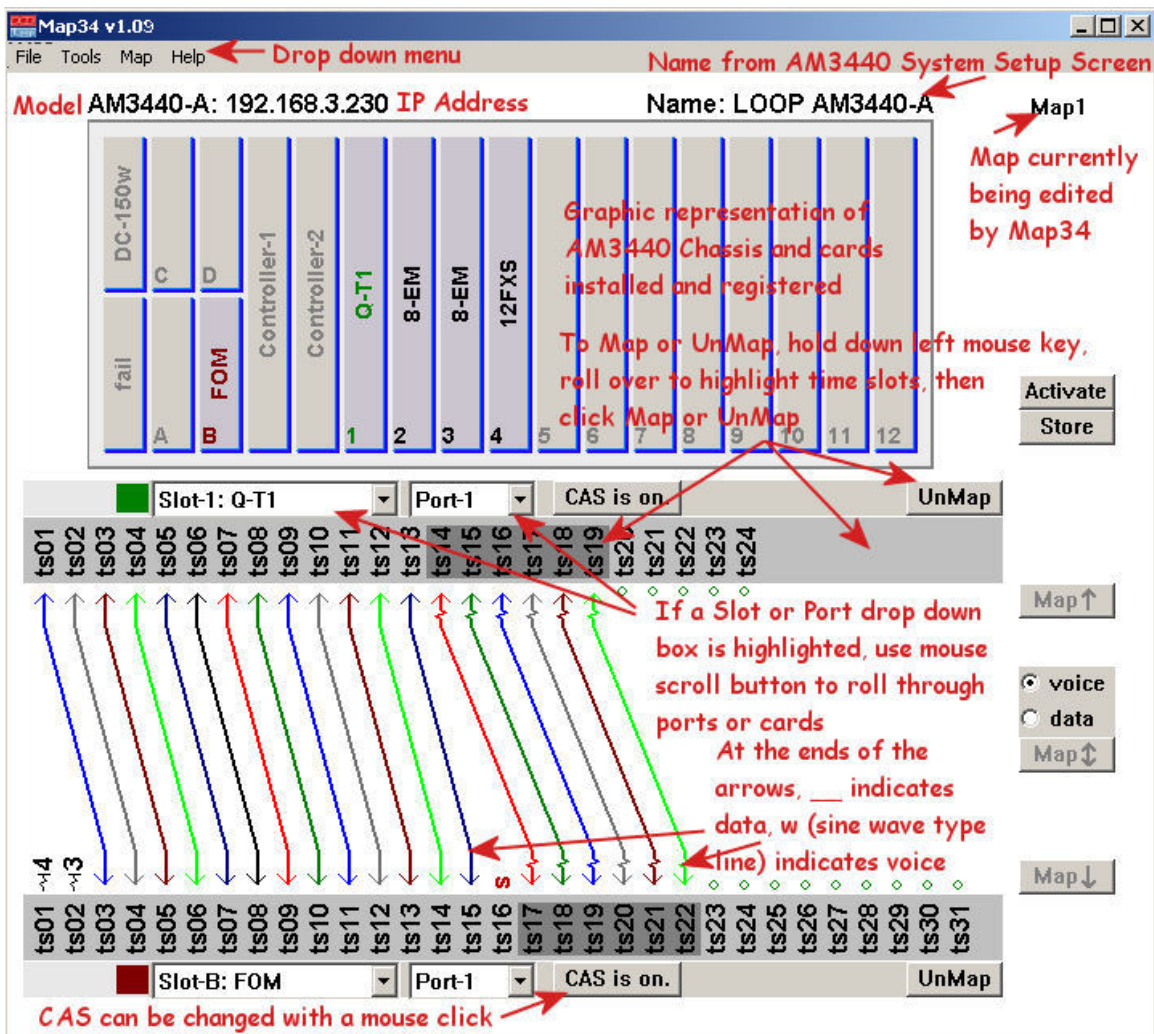 Map34 v1.09
File Tools Map Help
Drop down menu
Name from AM3440 System Setup Screen
Model AM3440-A: 192.168.3.230 IP Address
Name: LOOP AM3440-A
Map1
Map currently
being edited
by Map34
DC-150w
fail
C
A
D
FOM
B
Controller-1
Controller-2
Q-T1
1
8-EM
2
8-EM
3
12FXS
4
5
6
7
8
9
10
11
12
Graphic representation of
AM3440 Chassis and cards
installed and registered
To Map or UnMap, hold down left mouse key,
roll over to highlight time slots, then
click Map or UnMap
Activate
Store
Slot-1: Q-T1 Port-1 CAS is on. UnMap
ts01 ts02 ts03 ts04 ts05 ts06 ts07 ts08 ts09 ts10 ts11 ts12 ts13 ts14 ts15 ts16 ts17 ts18 ts19 ts20 ts21 ts22 ts23 ts24
Map↑
If a Slot or Port drop down
box is highlighted, use mouse
scroll button to roll through
ports or cards
voice
data
Map↕
At the ends of the
arrows, __ indicates
data, w (sine wave type
line) indicates voice
Map↓
~4 ~3 s
ts01 ts02 ts03 ts04 ts05 ts06 ts07 ts08 ts09 ts10 ts11 ts12 ts13 ts14 ts15 ts16 ts17 ts18 ts19 ts20 ts21 ts22 ts23 ts24 ts25 ts26 ts27 ts28 ts29 ts30 ts31
Slot-B: FOM Port-1 CAS is on. UnMap
CAS can be changed with a mouse click